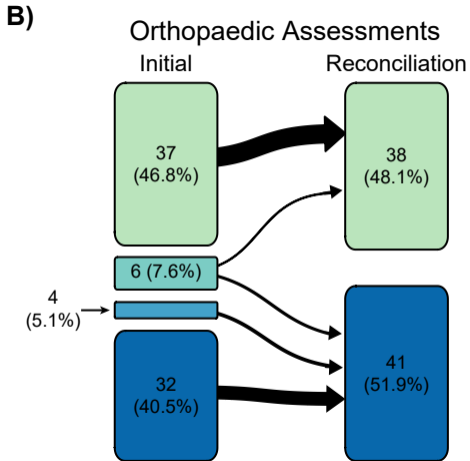 B)
Orthopaedic Assessments
Initial
Reconciliation
37
(46.8%)
38
(48.1%)
6 (7.6%)
4
(5.1%)
32
(40.5%)
41
(51.9%)